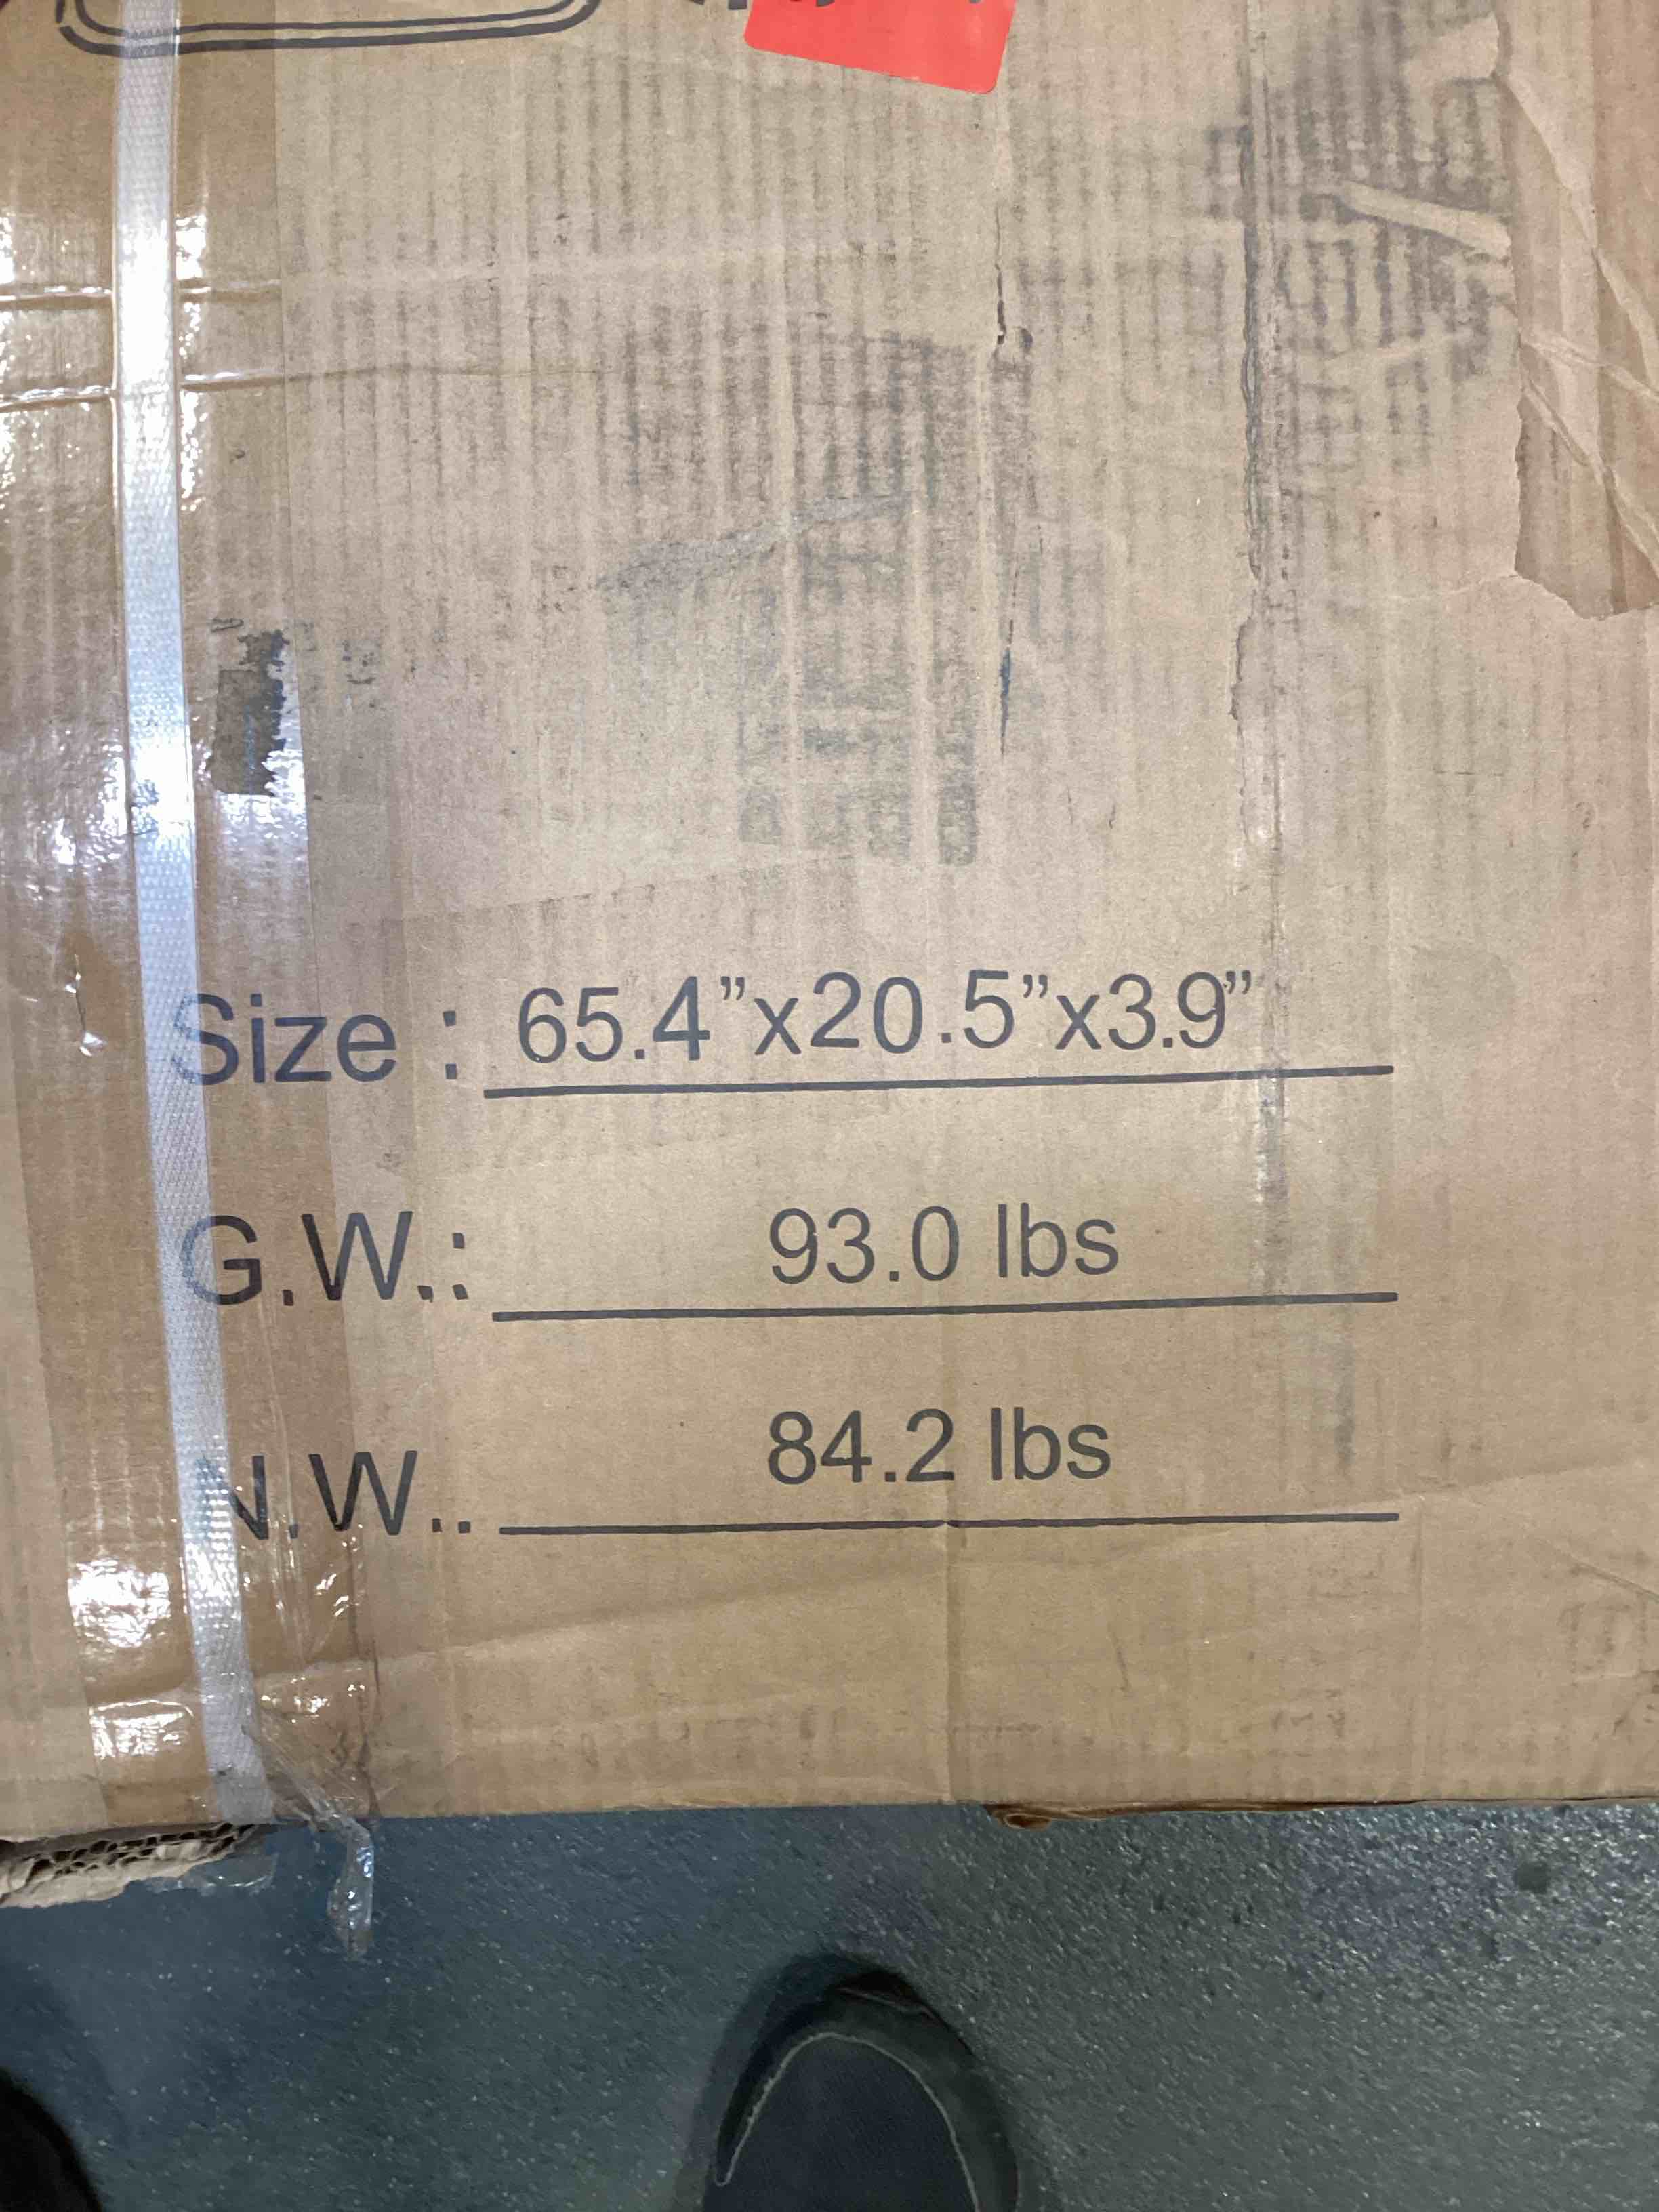 Size : 65.4”x20.5”x3.9”
G.W.: 93.0 lbs
N.W.. 84.2 lbs